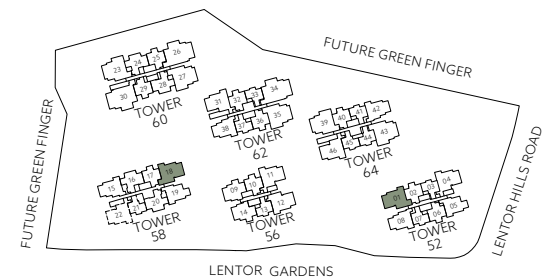 FUTURE GREEN FINGER
FUTURE GREEN FINGER
LENTOR HILLS ROAD
LENTOR GARDENS
23 24 25 26
30 29 28 27
TOWER
60
31 32 33 34
38 37 36 35
TOWER
62
39 40 41 42
46 45 44 43
TOWER
64
15 16 17 18
22 21 20 19
TOWER
58
09 10 11
14 13 12
TOWER
56
01 02 03 04
08 07 06 05
TOWER
52